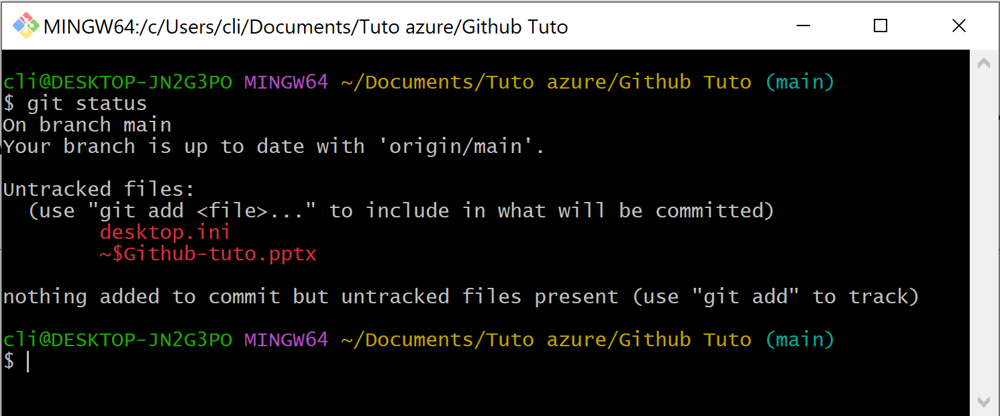 MINGW64:/c/Users/cli/Documents/Tuto azure/Github Tuto
cli@DESKTOP-JN2G3PO MINGW64 ~/Documents/Tuto azure/Github Tuto (main)
$ git status
On branch main
Your branch is up to date with 'origin/main'.
Untracked files:
  (use "git add <file>..." to include in what will be committed)
        desktop.ini
        ~$Github-tuto.pptx
nothing added to commit but untracked files present (use "git add" to track)
cli@DESKTOP-JN2G3PO MINGW64 ~/Documents/Tuto azure/Github Tuto (main)
$